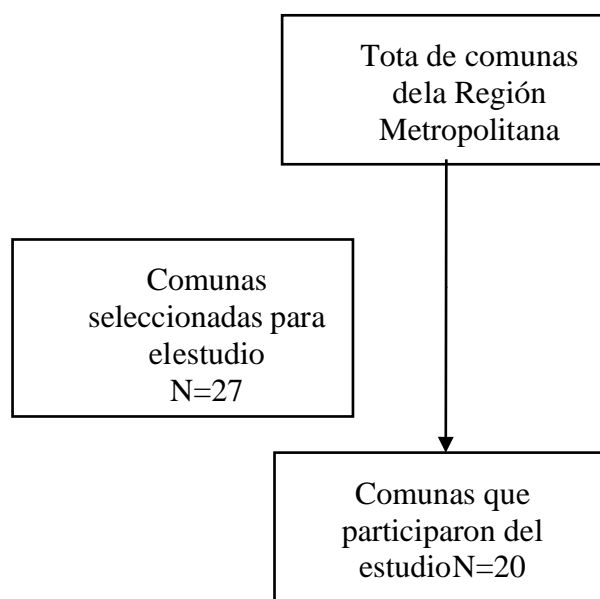 Tota de comunas
dela Región
Metropolitana
Comunas
seleccionadas para
elestudio
N=27
Comunas que
participaron del
estudioN=20